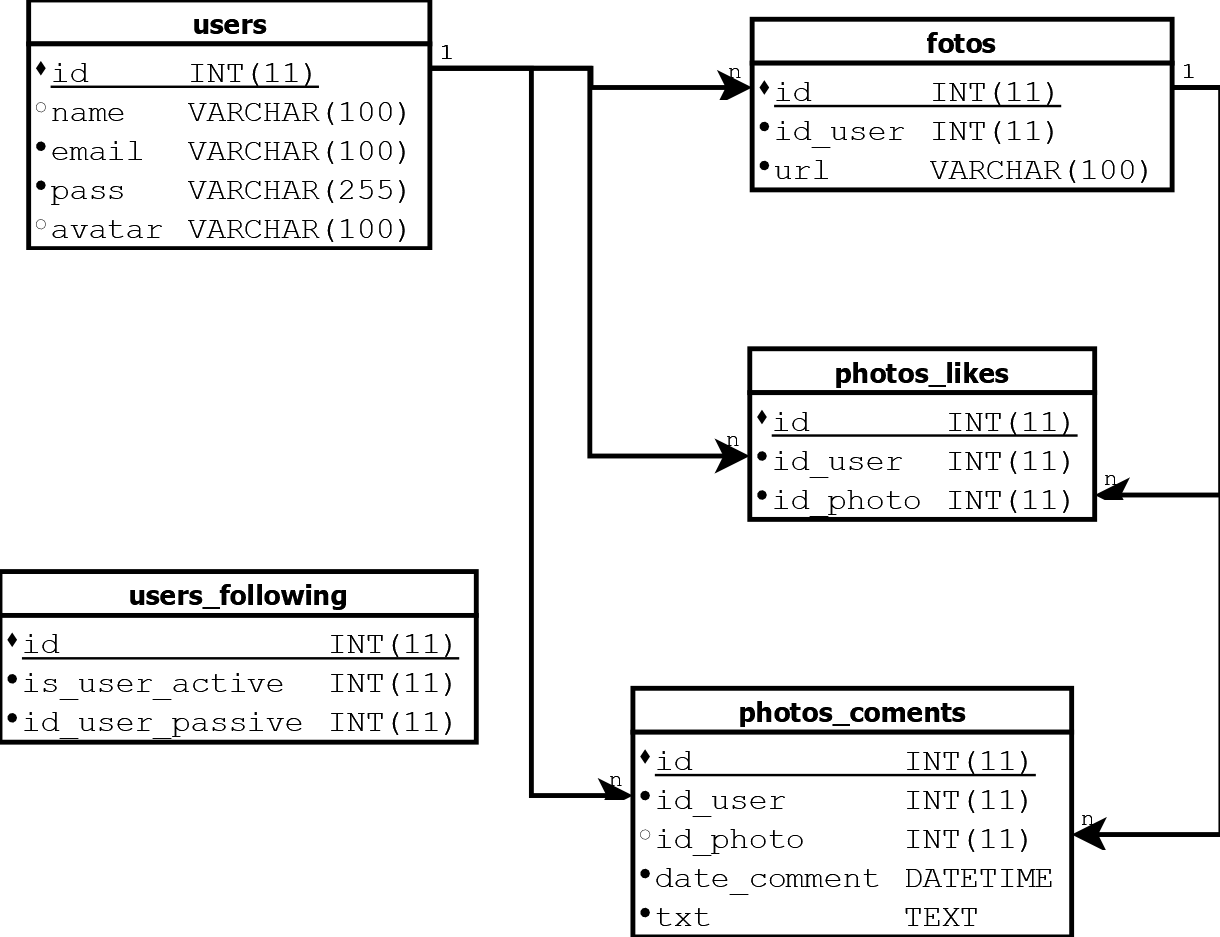 users
id INT(11)
name VARCHAR(100)
email VARCHAR(100)
pass VARCHAR(255)
avatar VARCHAR(100)
1
n
fotos
id INT(11)
id_user INT(11)
url VARCHAR(100)
1
photos_likes
n
id INT(11)
id_user INT(11)
id_photo INT(11)
n
users_following
id INT(11)
is_user_active INT(11)
id_user_passive INT(11)
photos_coments
n
id INT(11)
id_user INT(11)
id_photo INT(11)
n
date_comment DATETIME
txt TEXT